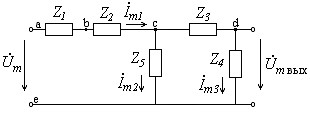 Z1 Z2 İm1 Z3
a b c d
U̇m İm2 Z5 İm3 Z4 U̇m вых
e